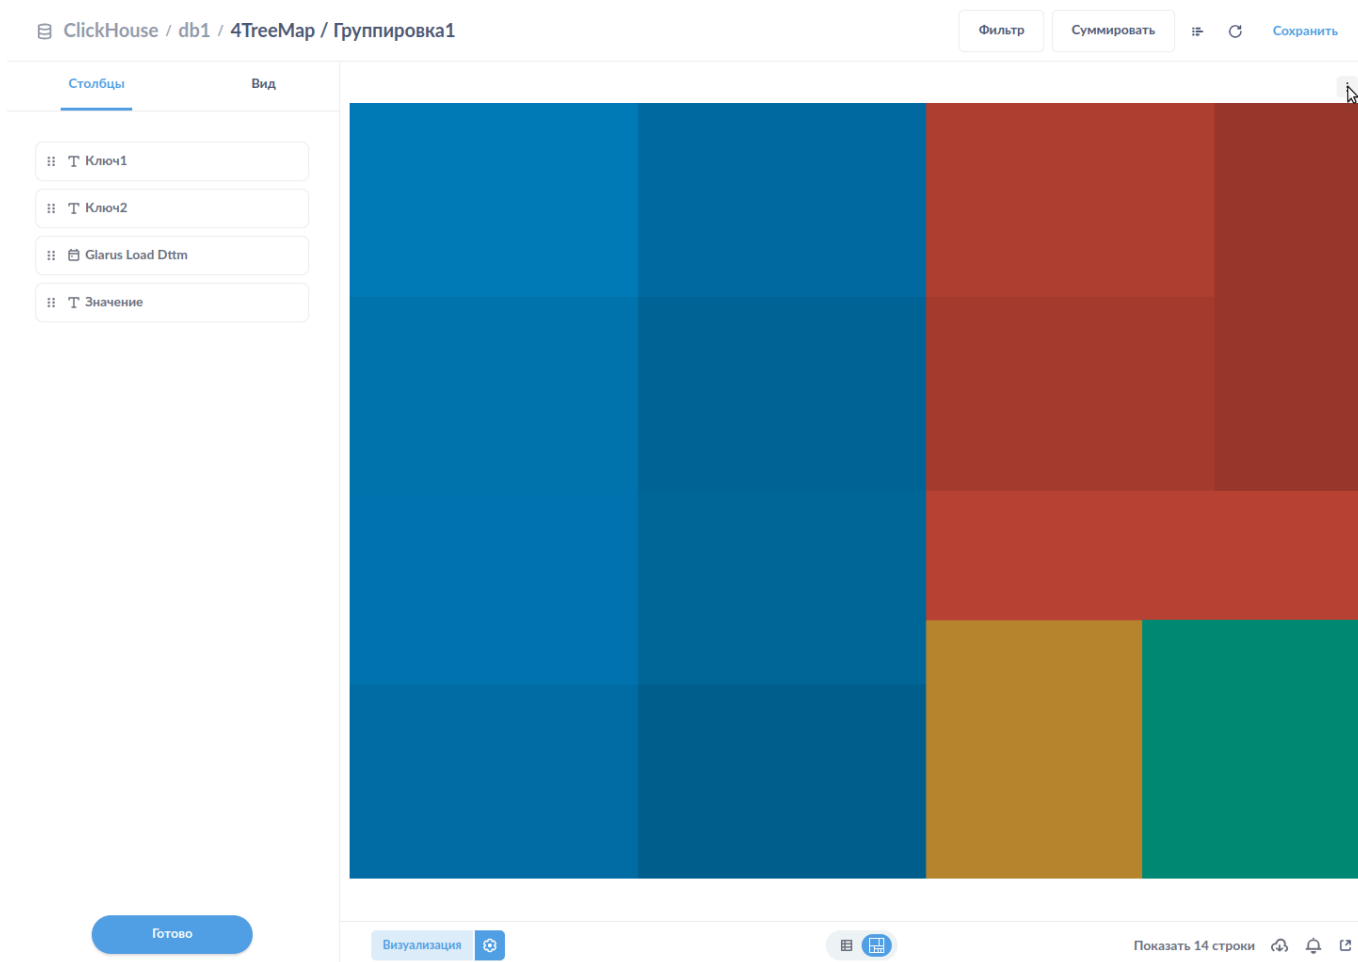 ClickHouse / db1 / 4TreeMap / Группировка1
Фильтр
Суммировать
Сохранить
Столбцы
Вид
Ключ1
Ключ2
Glarus Load Dttm
Значение
Готово
Визуализация
Показать 14 строки